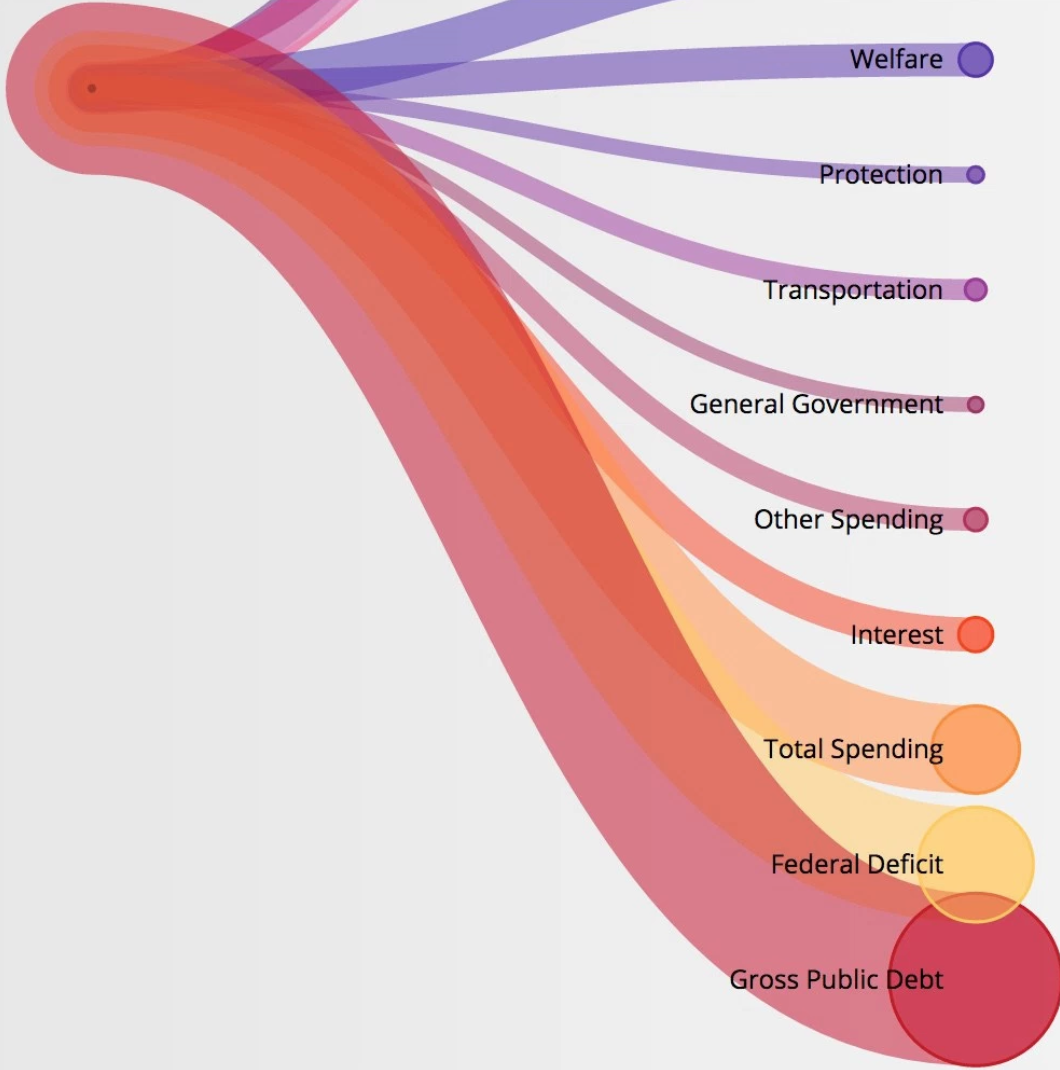 Welfare
Protection
Transportation
General Government
Other Spending
Interest
Total Spending
Federal Deficit
Gross Public Debt